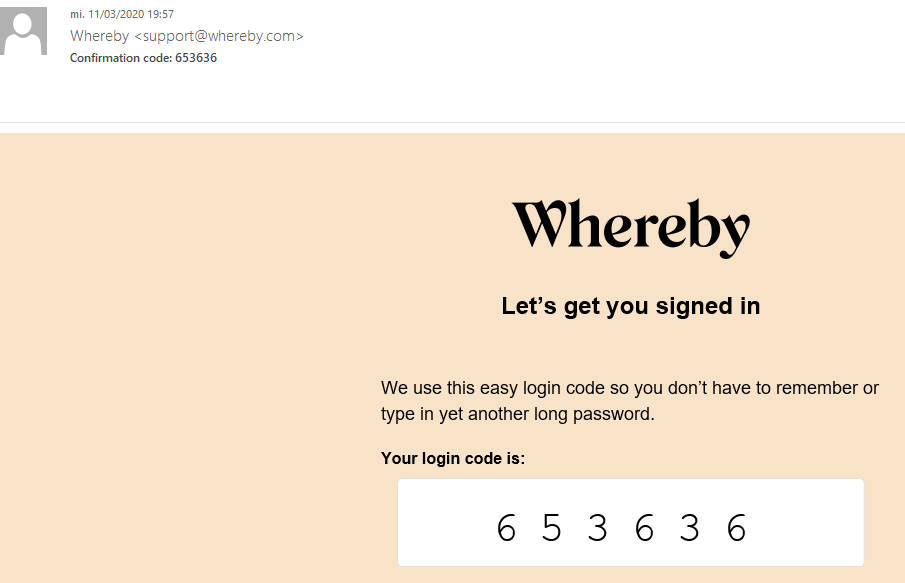 mi. 11/03/2020 19:57
Whereby <support@whereby.com>
Confirmation code: 653636
Whereby
Let’s get you signed in
We use this easy login code so you don’t have to remember or
type in yet another long password.
Your login code is:
6 5 3 6 3 6